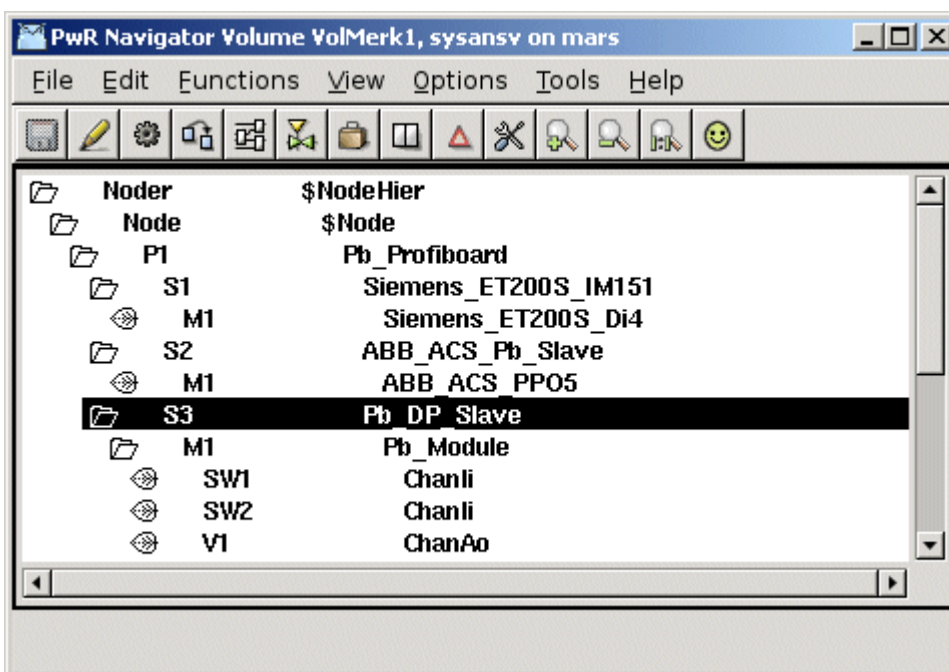 PwR Navigator Volume VolMerk1, sysansv on mars
File Edit Functions View Options Tools Help
1:1
Noder $NodeHier
Node $Node
P1 Pb_Profiboard
S1 Siemens_ET200S_IM151
M1 Siemens_ET200S_Di4
S2 ABB_ACS_Pb_Slave
M1 ABB_ACS_PPO5
S3 Pb_DP_Slave
M1 Pb_Module
SW1 ChanIi
SW2 ChanIi
V1 ChanAo